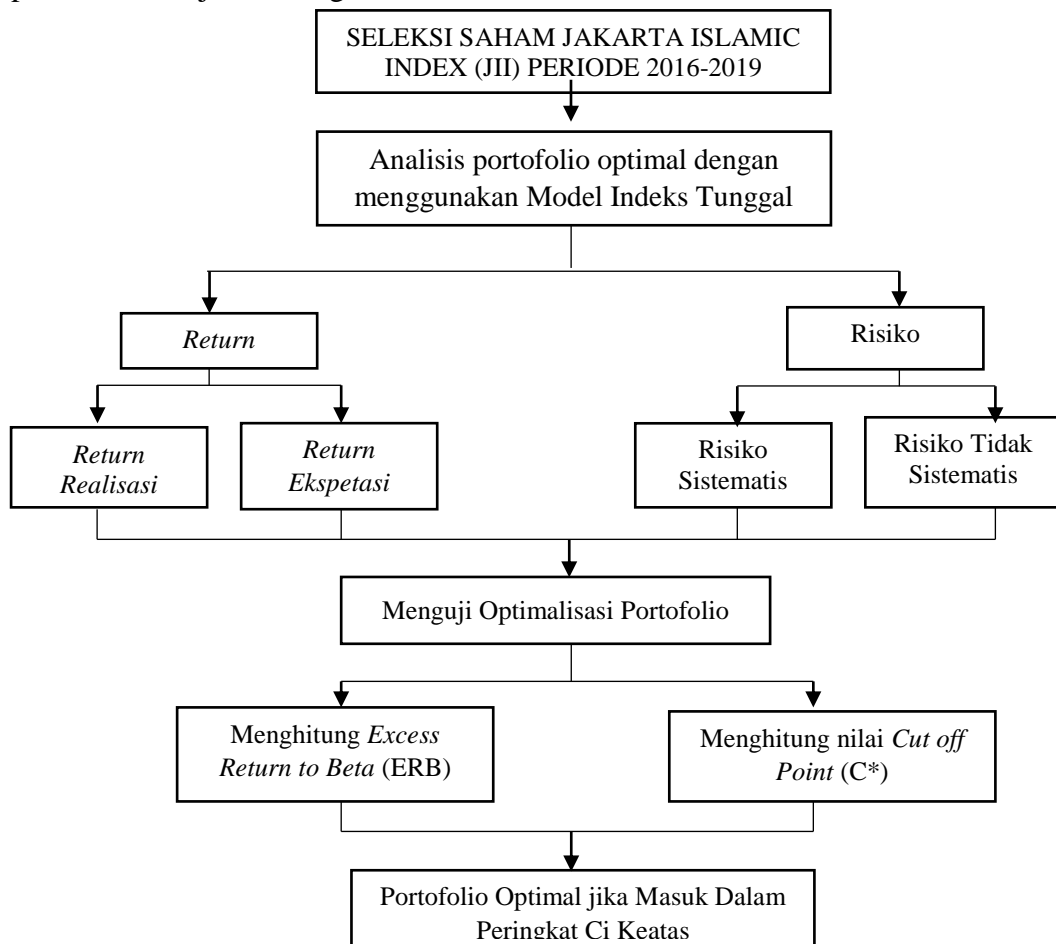 SELEKSI SAHAM JAKARTA ISLAMIC
INDEX (JII) PERIODE 2016-2019
Analisis portofolio optimal dengan
menggunakan Model Indeks Tunggal
Return
Risiko
Return
Realisasi
Return
Ekspetasi
Risiko
Sistematis
Risiko Tidak
Sistematis
Menguji Optimalisasi Portofolio
Menghitung Excess
Return to Beta (ERB)
Menghitung nilai Cut off
Point (C*)
Portofolio Optimal jika Masuk Dalam
Peringkat Ci Keatas